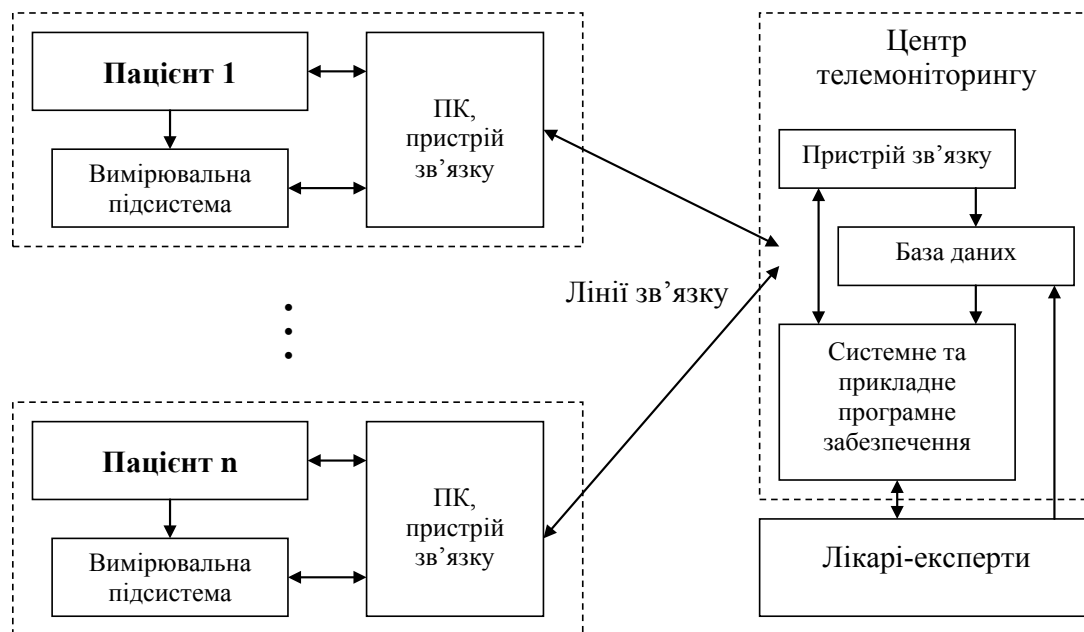 Пацієнт 1
Вимірювальна
підсистема
ПК,
пристрій
зв’язку
Лінії зв’язку
Пацієнт n
Вимірювальна
підсистема
ПК,
пристрій
зв’язку
Центр
телемоніторингу
Пристрій зв’язку
База даних
Системне та
прикладне
програмне
забезпечення
Лікарі-експерти